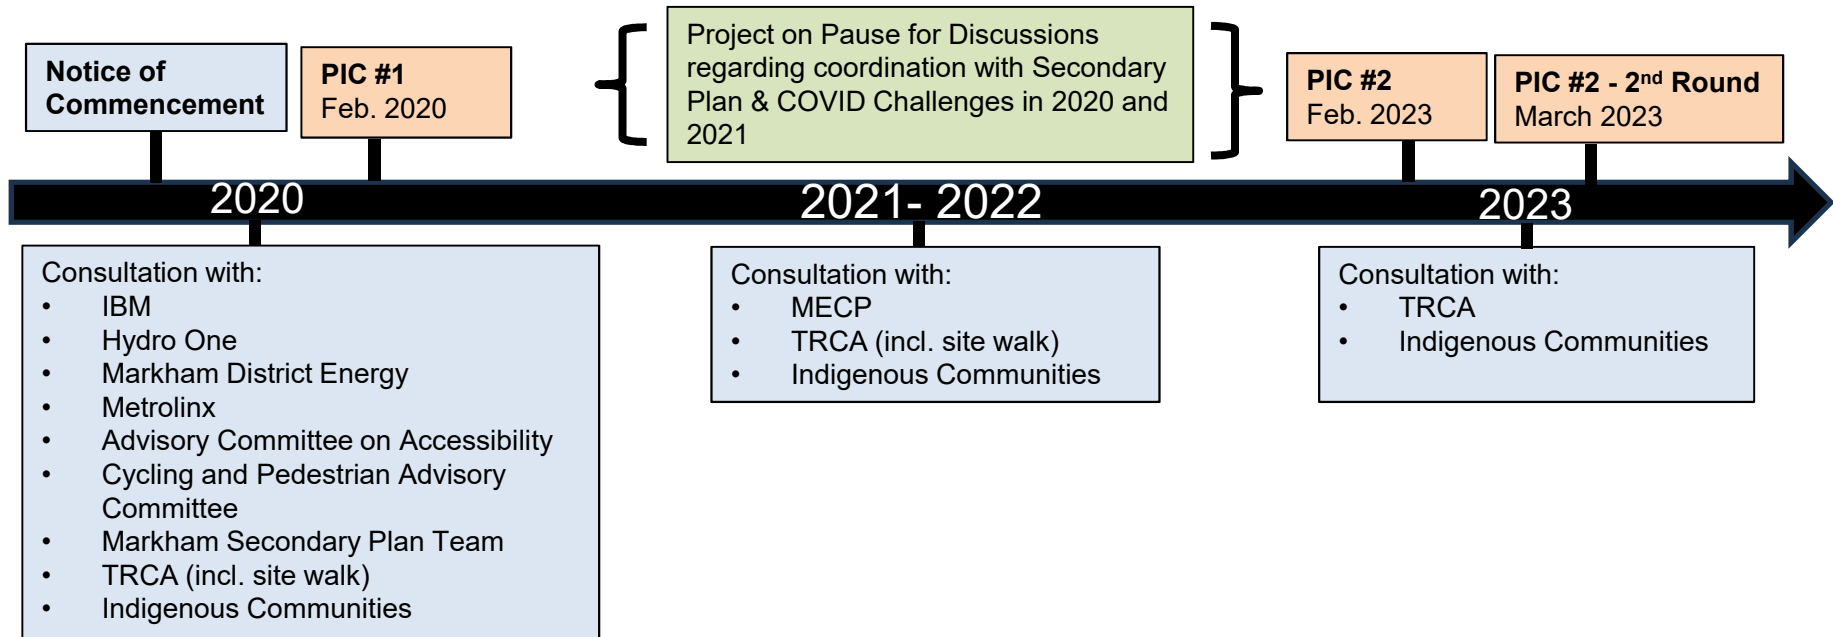 Notice of
Commencement
PIC #1
Feb. 2020
Project on Pause for Discussions
regarding coordination with Secondary
Plan & COVID Challenges in 2020 and
2021
PIC #2
Feb. 2023
PIC #2 - 2nd Round
March 2023
2020
2021- 2022
2023
Consultation with:
• IBM
• Hydro One
• Markham District Energy
• Metrolinx
• Advisory Committee on Accessibility
• Cycling and Pedestrian Advisory
Committee
• Markham Secondary Plan Team
• TRCA (incl. site walk)
• Indigenous Communities
Consultation with:
• MECP
• TRCA (incl. site walk)
• Indigenous Communities
Consultation with:
• TRCA
• Indigenous Communities